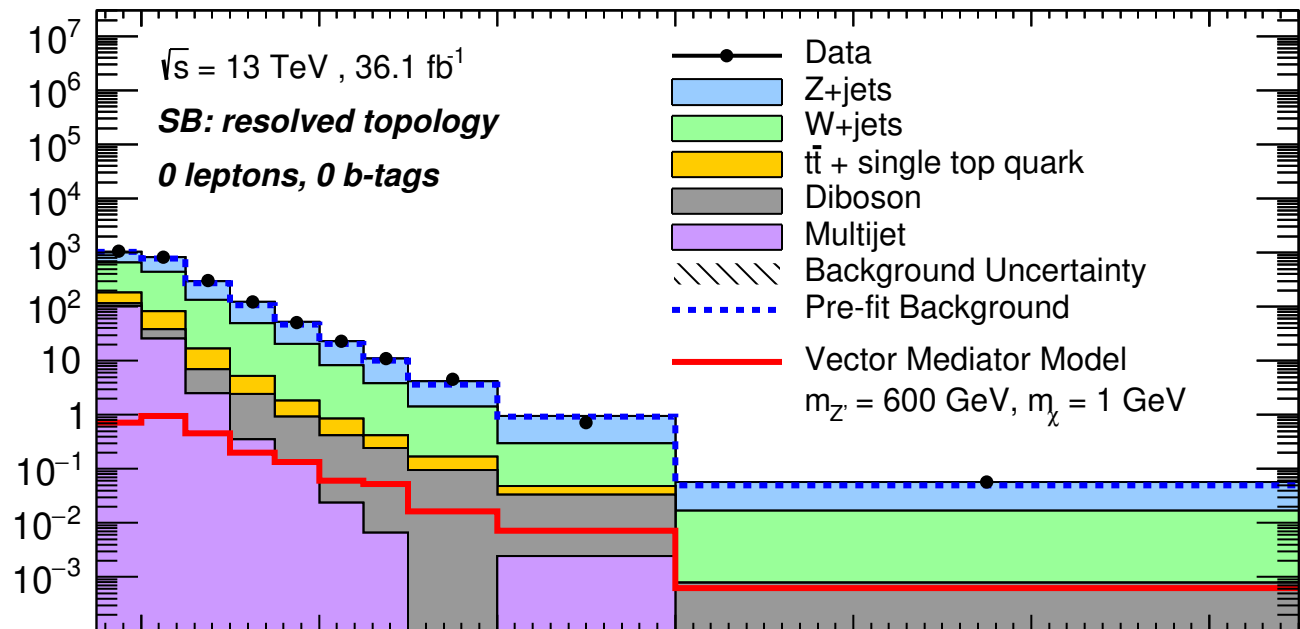 10⁷
10⁶
10⁵
10⁴
10³
10²
10
1
10⁻¹
10⁻²
10⁻³
√s = 13 TeV , 36.1 fb⁻¹
SB: resolved topology
0 leptons, 0 b-tags
Data
Z+jets
W+jets
tt̄ + single top quark
Diboson
Multijet
Background Uncertainty
Pre-fit Background
Vector Mediator Model
m_Z' = 600 GeV, m_χ = 1 GeV